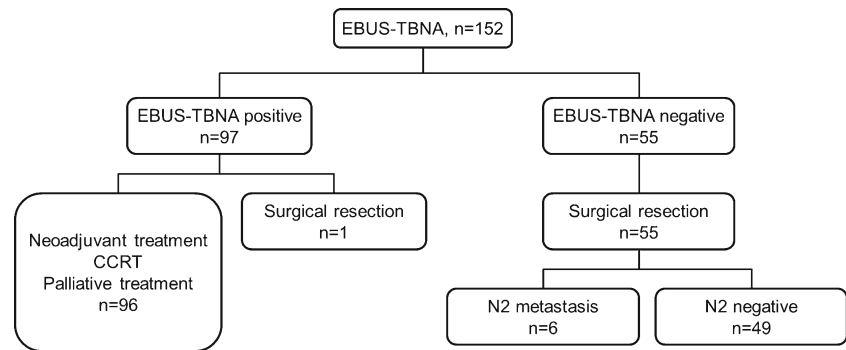 EBUS-TBNA, n=152
EBUS-TBNA positive
n=97
EBUS-TBNA negative
n=55
Neoadjuvant treatment
CCRT
Palliative treatment
n=96
Surgical resection
n=1
Surgical resection
n=55
N2 metastasis
n=6
N2 negative
n=49